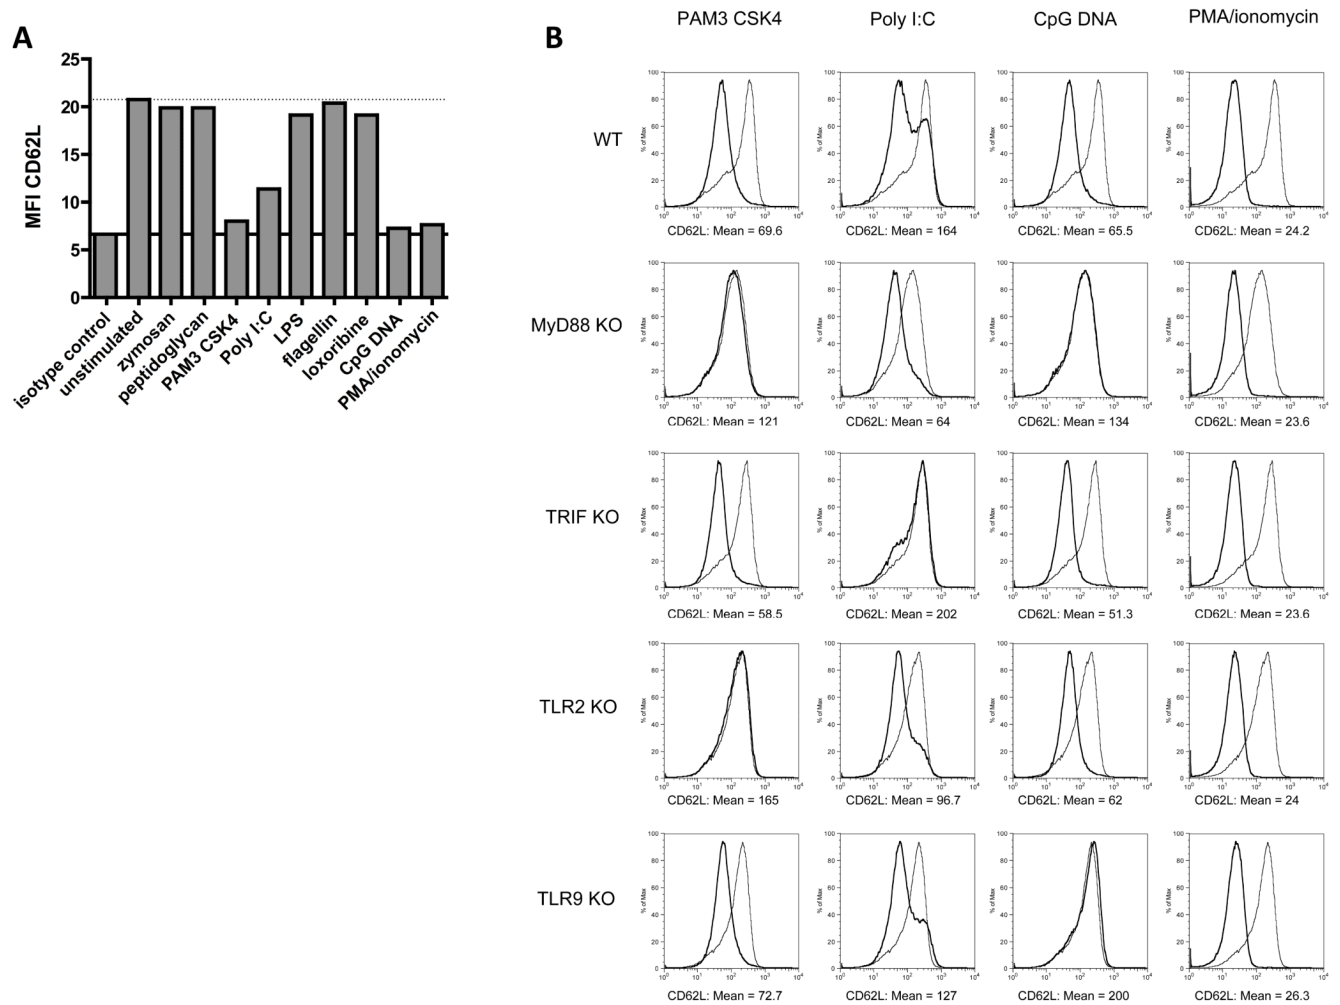 A
25
20
15
10
5
0
MFI CD62L
isotype control
unstimulated
zymosan
peptidoglycan
PAM3 CSK4
Poly I:C
LPS
flagellin
loxoribine
CpG DNA
PMA/ionomycin
B
PAM3 CSK4 Poly I:C CpG DNA PMA/ionomycin
WT
CD62L: Mean = 69.6 CD62L: Mean = 164 CD62L: Mean = 65.5 CD62L: Mean = 24.2
MyD88 KO
CD62L: Mean = 121 CD62L: Mean = 64 CD62L: Mean = 134 CD62L: Mean = 23.6
TRIF KO
CD62L: Mean = 58.5 CD62L: Mean = 202 CD62L: Mean = 51.3 CD62L: Mean = 23.6
TLR2 KO
CD62L: Mean = 165 CD62L: Mean = 96.7 CD62L: Mean = 62 CD62L: Mean = 24
TLR9 KO
CD62L: Mean = 72.7 CD62L: Mean = 127 CD62L: Mean = 200 CD62L: Mean = 26.3